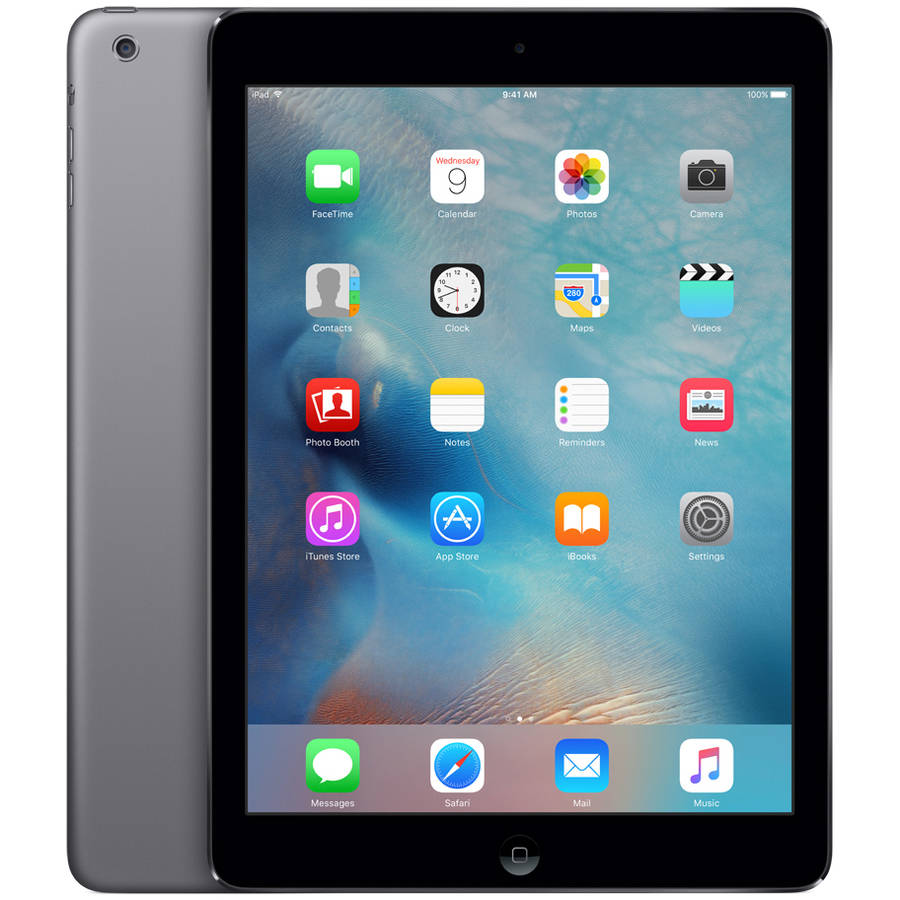 iPad 9:41 AM 100%
Wednesday
9
FaceTime Calendar Photos Camera
280
Contacts Clock Maps Videos
Photo Booth Notes Reminders News
iTunes Store App Store iBooks Settings
Messages Safari Mail Music